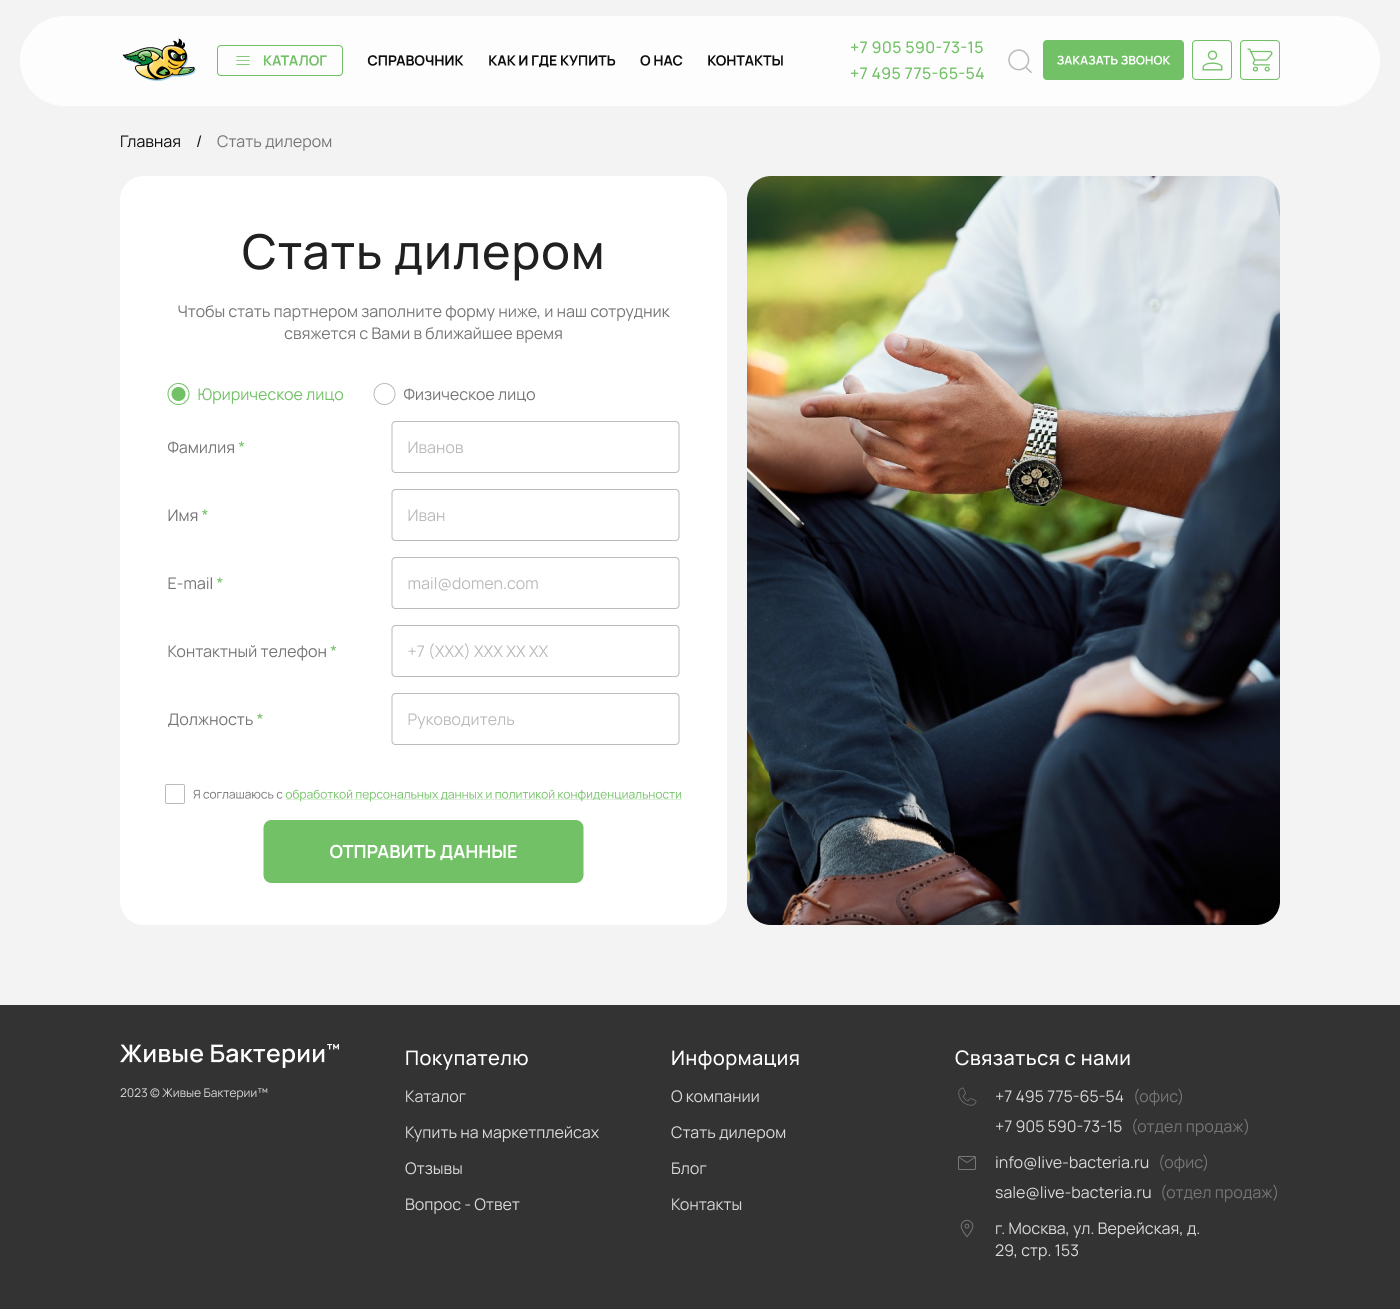 КАТАЛОГ
СПРАВОЧНИК
КАК И ГДЕ КУПИТЬ
О НАС
КОНТАКТЫ
+7 905 590-73-15
+7 495 775-65-54
ЗАКАЗАТЬ ЗВОНОК
Главная / Стать дилером
Стать дилером
Чтобы стать партнером заполните форму ниже, и наш сотрудник
свяжется с Вами в ближайшее время
Юририческое лицо
Физическое лицо
Фамилия *
Иванов
Имя *
Иван
E-mail *
mail@domen.com
Контактный телефон *
+7 (XXX) XXX XX XX
Должность *
Руководитель
Я соглашаюсь с обработкой персональных данных и политикой конфиденциальности
ОТПРАВИТЬ ДАННЫЕ
Живые Бактерии™
2023 © Живые Бактерии™
Покупателю
Каталог
Купить на маркетплейсах
Отзывы
Вопрос - Ответ
Информация
О компании
Стать дилером
Блог
Контакты
Связаться с нами
+7 495 775-65-54 (офис)
+7 905 590-73-15 (отдел продаж)
info@live-bacteria.ru (офис)
sale@live-bacteria.ru (отдел продаж)
г. Москва, ул. Верейская, д.
29, стр. 153